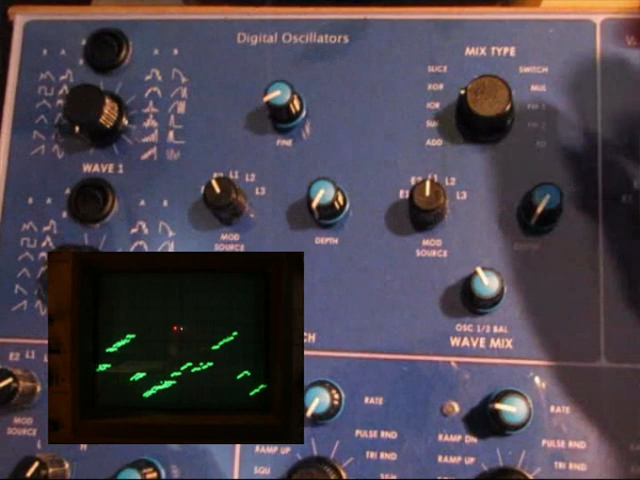 Digital Oscillators
MIX TYPE
SLICE
SWITCH
XOR
MUL
IOR
ADD
FINE
WAVE 1
L1
L2
L3
MOD
SOURCE
DEPTH
E1
E2
L1
L2
L3
MOD
SOURCE
OSC 1/2 BAL
WAVE MIX
E2 L1
MOD
SOURCE
RATE
PULSE RND
TRI RND
RAMP UP
SQU
RATE
PULSE RND
TRI RND
RAMP DN
RAMP UP